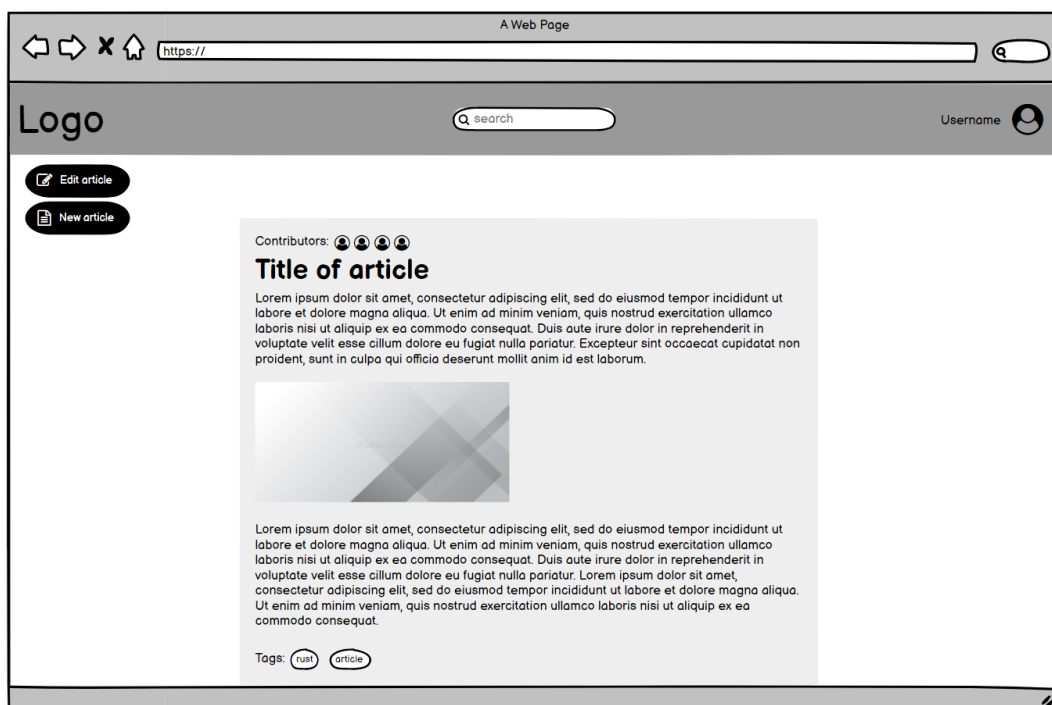 A Web Page
https://
Logo
search
Username
Edit article
New article
Contributors:
Title of article
Lorem ipsum dolor sit amet, consectetur adipiscing elit, sed do eiusmod tempor incididunt ut
labore et dolore magna aliqua. Ut enim ad minim veniam, quis nostrud exercitation ullamco
laboris nisi ut aliquip ex ea commodo consequat. Duis aute irure dolor in reprehenderit in
voluptate velit esse cillum dolore eu fugiat nulla pariatur. Excepteur sint occaecat cupidatat non
proident, sunt in culpa qui officia deserunt mollit anim id est laborum.
Lorem ipsum dolor sit amet, consectetur adipiscing elit, sed do eiusmod tempor incididunt ut
labore et dolore magna aliqua. Ut enim ad minim veniam, quis nostrud exercitation ullamco
laboris nisi ut aliquip ex ea commodo consequat. Duis aute irure dolor in reprehenderit in
voluptate velit esse cillum dolore eu fugiat nulla pariatur. Lorem ipsum dolor sit amet,
consectetur adipiscing elit, sed do eiusmod tempor incididunt ut labore et dolore magna aliqua.
Ut enim ad minim veniam, quis nostrud exercitation ullamco laboris nisi ut aliquip ex ea
commodo consequat.
Tags: rust article